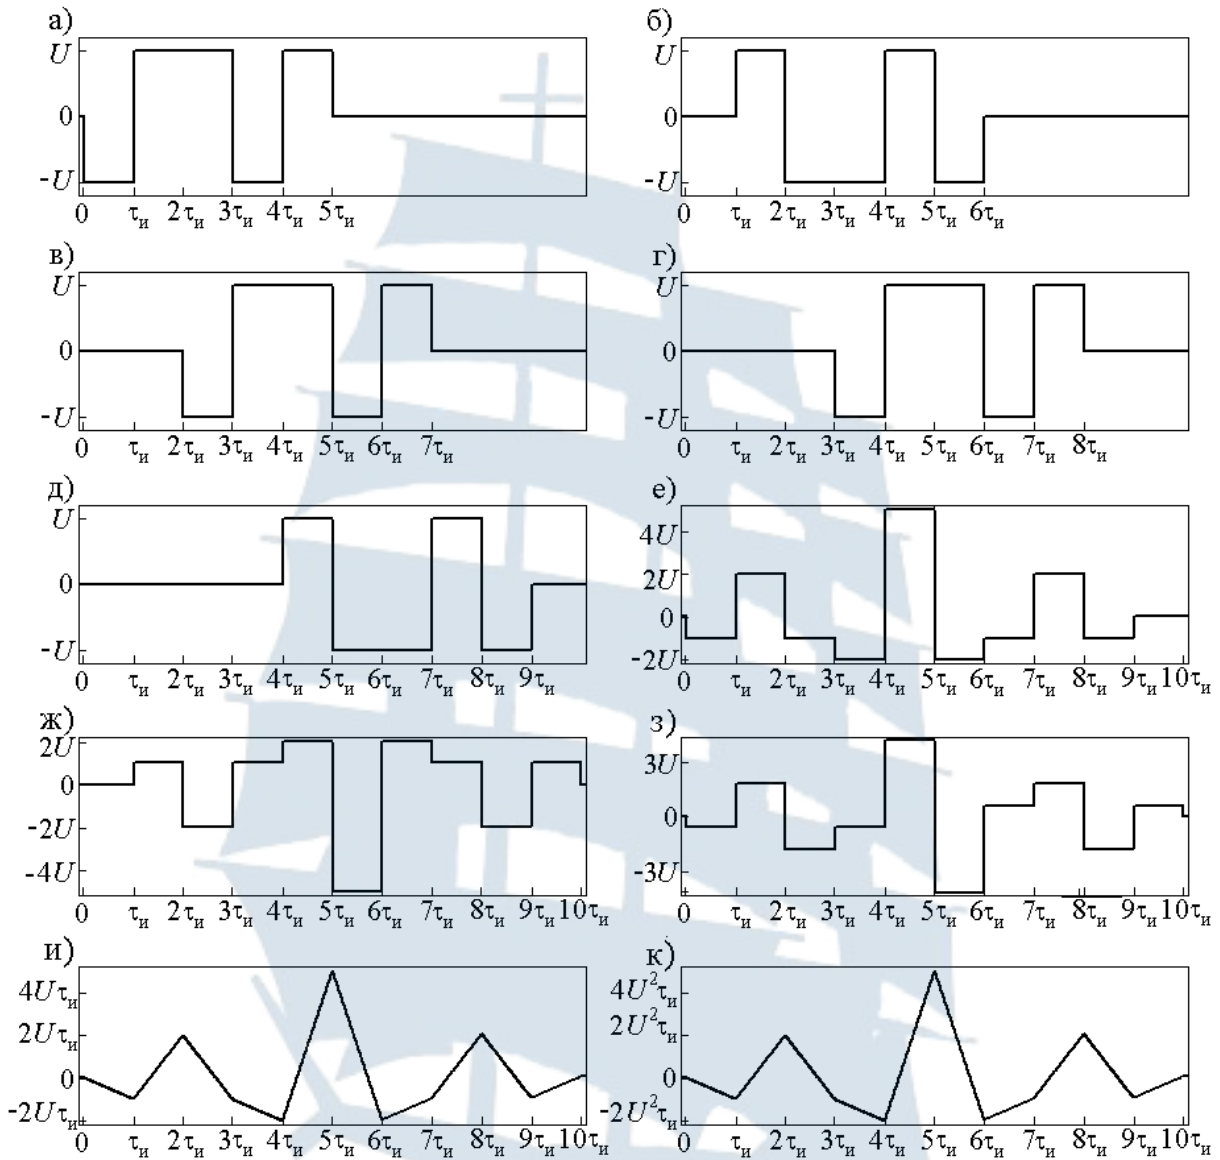 а) б)
U U
0 0
-U -U
0 τи 2τи 3τи 4τи 5τи 0 τи 2τи 3τи 4τи 5τи 6τи
в) г)
U U
0 0
-U -U
0 τи 2τи 3τи 4τи 5τи 6τи 7τи 0 τи 2τи 3τи 4τи 5τи 6τи 7τи 8τи
д) е)
U 4U
0 2U
-U 0
-2U
0 τи 2τи 3τи 4τи 5τи 6τи 7τи 8τи 9τи 0 τи 2τи 3τи 4τи 5τи 6τи 7τи 8τи 9τи 10τи
ж) з)
2U 3U
0 0
-2U -3U
-4U
0 τи 2τи 3τи 4τи 5τи 6τи 7τи 8τи 9τи 10τи 0 τи 2τи 3τи 4τи 5τи 6τи 7τи 8τи 9τи 10τи
и) к)
4Uτи 4U²τи
2Uτи 2U²τи
0 0
-2Uτи -2U²τи
0 τи 2τи 3τи 4τи 5τи 6τи 7τи 8τи 9τи 10τи 0 τи 2τи 3τи 4τи 5τи 6τи 7τи 8τи 9τи 10τи